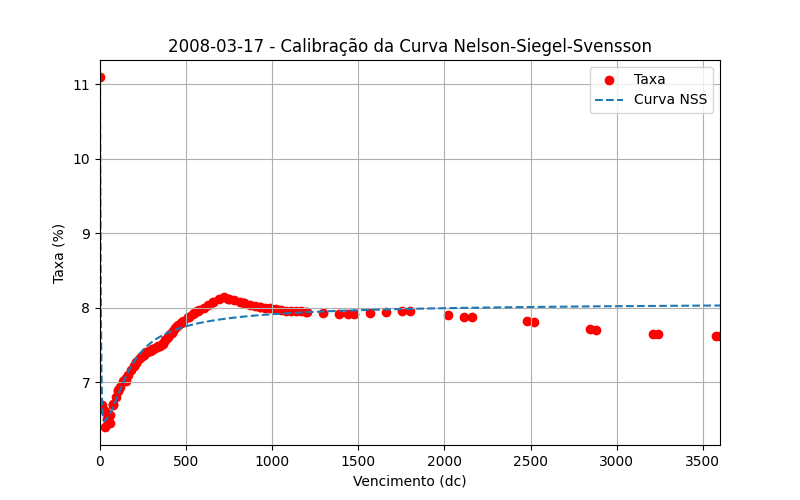 2008-03-17 - Calibração da Curva Nelson-Siegel-Svensson
Taxa
Curva NSS
Taxa (%)
11
10
9
8
7
0 500 1000 1500 2000 2500 3000 3500
Vencimento (dc)